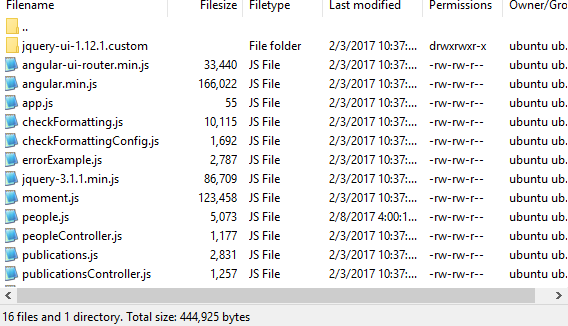 Filename Filesize Filetype Last modified Permissions Owner/Gro
..
jquery-ui-1.12.1.custom File folder 2/3/2017 10:37:... drwxrwxr-x ubuntu ub.
angular-ui-router.min.js 33,440 JS File 2/3/2017 10:37:... -rw-rw-r-- ubuntu ub.
angular.min.js 166,022 JS File 2/3/2017 10:37:... -rw-rw-r-- ubuntu ub.
app.js 55 JS File 2/3/2017 10:37:... -rw-rw-r-- ubuntu ub.
checkFormatting.js 10,115 JS File 2/3/2017 10:37:... -rw-rw-r-- ubuntu ub.
checkFormattingConfig.js 1,692 JS File 2/3/2017 10:37:... -rw-rw-r-- ubuntu ub.
errorExample.js 2,787 JS File 2/3/2017 10:37:... -rw-rw-r-- ubuntu ub.
jquery-3.1.1.min.js 86,709 JS File 2/3/2017 10:37:... -rw-rw-r-- ubuntu ub.
moment.js 123,458 JS File 2/3/2017 10:37:... -rw-rw-r-- ubuntu ub.
people.js 5,073 JS File 2/8/2017 4:00:1... -rw-rw-r-- ubuntu ub.
peopleController.js 1,177 JS File 2/3/2017 10:37:... -rw-rw-r-- ubuntu ub.
publications.js 2,831 JS File 2/3/2017 10:37:... -rw-rw-r-- ubuntu ub.
publicationsController.js 1,257 JS File 2/3/2017 10:37:... -rw-rw-r-- ubuntu ub.
16 files and 1 directory. Total size: 444,925 bytes